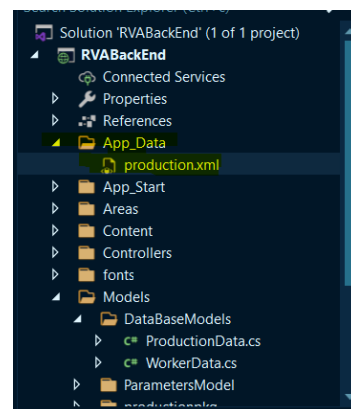 Solution 'RVABackEnd' (1 of 1 project)
RVABackEnd
Connected Services
Properties
References
App_Data
production.xml
App_Start
Areas
Content
Controllers
fonts
Models
DataBaseModels
C# ProductionData.cs
C# WorkerData.cs
ParametersModel